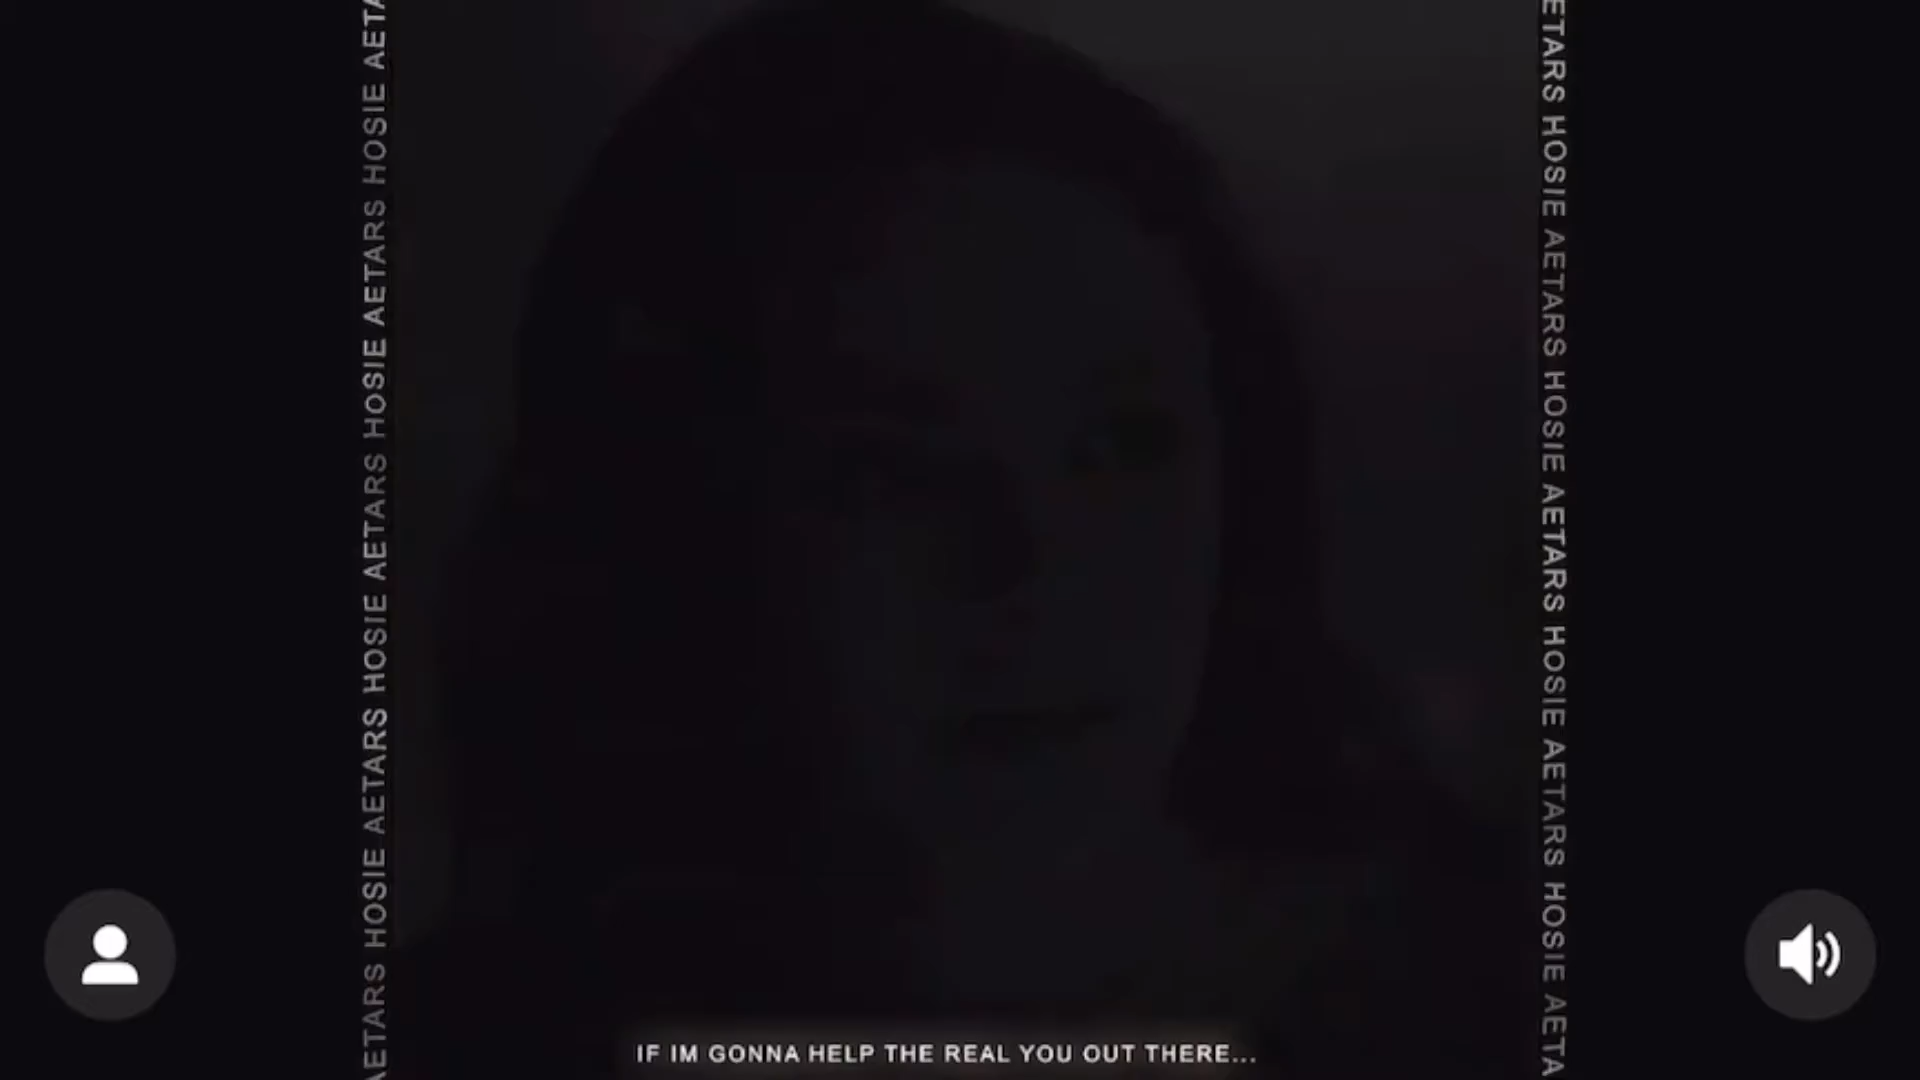 AETARS HOSIE AETARS HOSIE AETARS HOSIE AETARS HOSIE AETA
ETARS HOSIE AETARS HOSIE AETARS HOSIE AETARS HOSIE AETA
IF IM GONNA HELP THE REAL YOU OUT THERE...